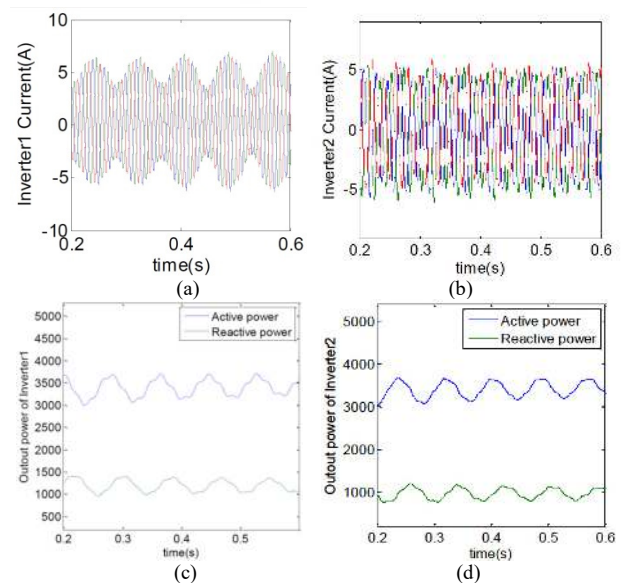 10
5
0
-5
-10
Inverter1 Current(A)
0.2
0.4
0.6
time(s)
(a)
5
0
-5
Inverter2 Current(A)
0.2
0.3
0.4
0.5
0.6
time(s)
(b)
Active power
Reactive power
5000
4500
4000
3500
3000
2500
2000
1500
1000
500
Outout power of Inverter1
0.2
0.3
0.4
0.5
time(s)
(c)
Active power
Reactive power
5000
4000
3000
2000
1000
Outout power of Inverter2
0.2
0.3
0.4
0.5
0.6
time(s)
(d)